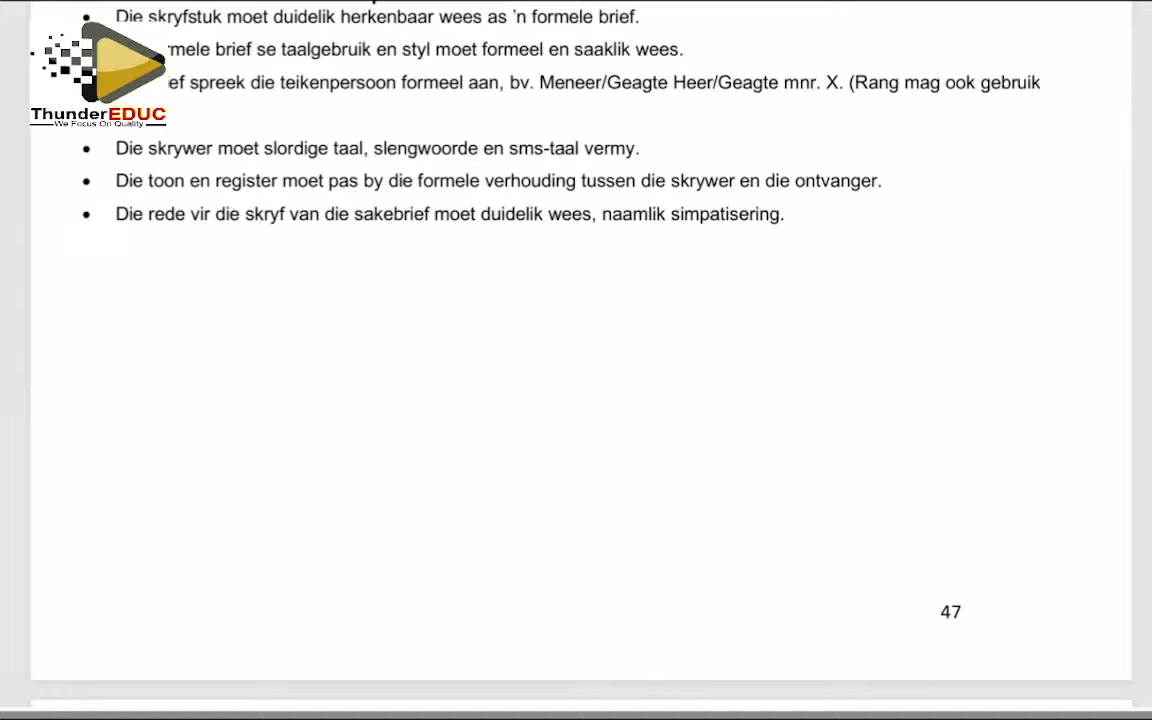 Die skryfstuk moet duidelik herkenbaar wees as 'n formele brief.
rmele brief se taalgebruik en styl moet formeel en saaklik wees.
ef spreek die teikenpersoon formeel aan, bv. Meneer/Geagte Heer/Geagte mnr. X. (Rang mag ook gebruik
ThunderEDUC
We Focus On Quality
Die skrywer moet slordige taal, slengwoorde en sms-taal vermy.
Die toon en register moet pas by die formele verhouding tussen die skrywer en die ontvanger.
Die rede vir die skryf van die sakebrief moet duidelik wees, naamlik simpatisering.
47